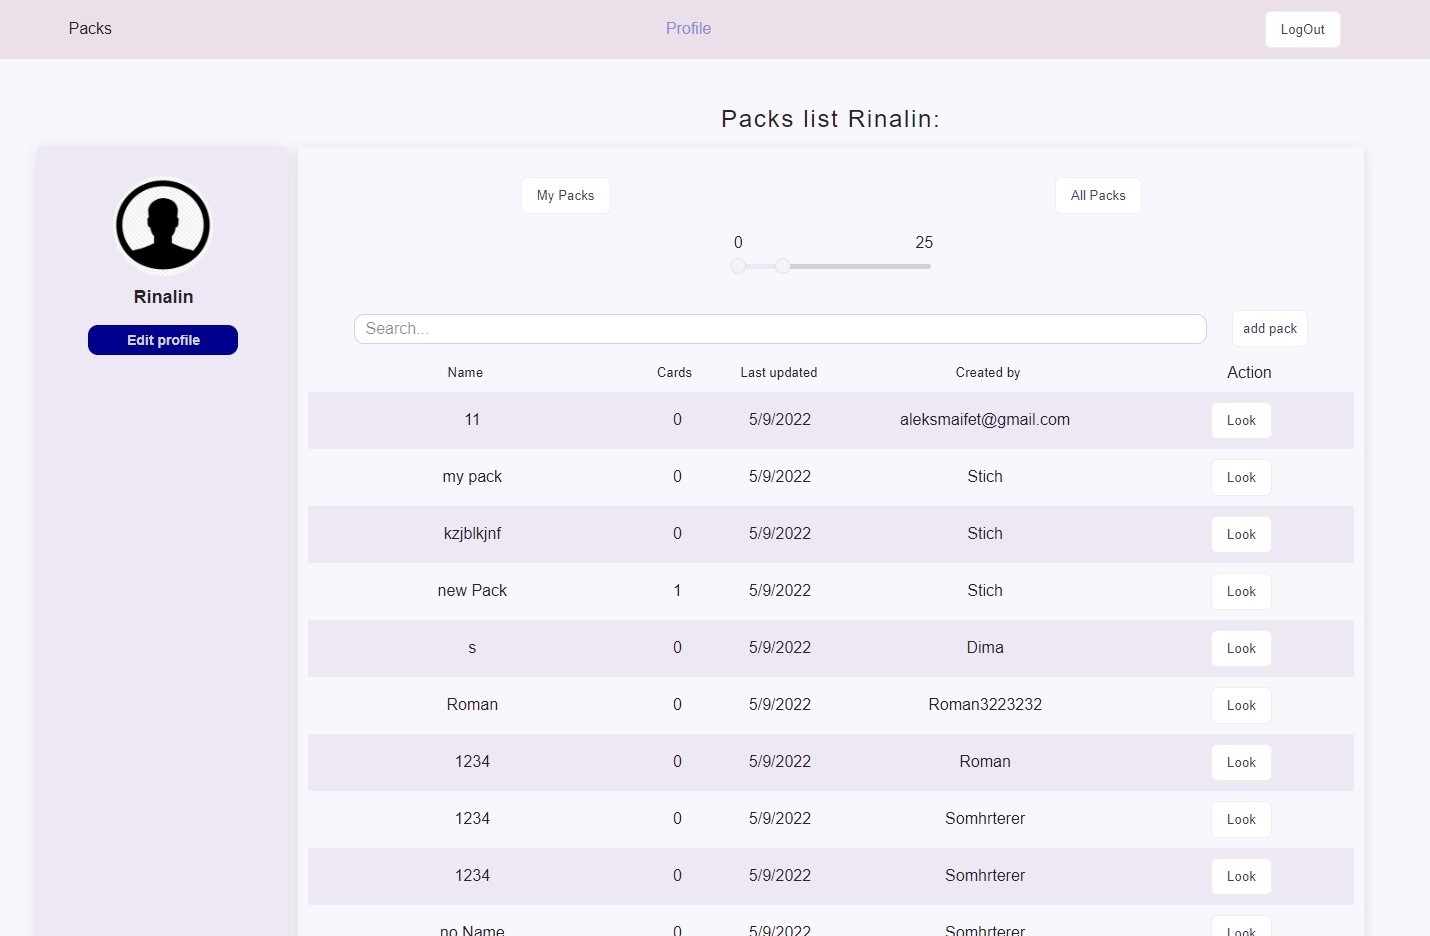 Packs Profile LogOut
Packs list Rinalin:
Rinalin
Edit profile
My Packs All Packs
0 25
Search... add pack
Name Cards Last updated Created by Action
11 0 5/9/2022 aleksmaifet@gmail.com Look
my pack 0 5/9/2022 Stich Look
kzjblkjnf 0 5/9/2022 Stich Look
new Pack 1 5/9/2022 Stich Look
s 0 5/9/2022 Dima Look
Roman 0 5/9/2022 Roman3223232 Look
1234 0 5/9/2022 Roman Look
1234 0 5/9/2022 Somhrterer Look
1234 0 5/9/2022 Somhrterer Look
no Name 0 5/9/2022 Somhrterer Look